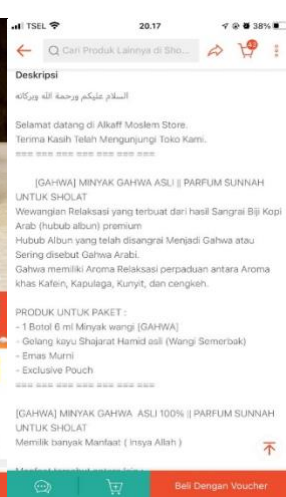 TSEL 20.17 38%
Cari Produk Lainnya di Sho...
Deskripsi
السلام عليكم ورحمة الله وبركاته
Selamat datang di Alkaff Moslem Store.
Terima Kasih Telah Mengunjungi Toko Kami.
=== === === === === === ===
[GAHWA] MINYAK GAHWA ASLI || PARFUM SUNNAH
UNTUK SHOLAT
Wewangian Relaksasi yang terbuat dari hasil Sangrai Biji Kopi
Arab (hubub albun) premium
Hubub Albun yang telah disangrai Menjadi Gahwa atau
Sering disebut Gahwa Arabi.
Gahwa memiliki Aroma Relaksasi perpaduan antara Aroma
khas Kafein, Kapulaga, Kunyit, dan cengkeh.
PRODUK UNTUK PAKET :
- 1 Botol 6 ml Minyak wangi [GAHWA]
- Gelang kayu Shajarat Hamid asli (Wangi Semerbak)
- Emas Murni
- Exclusive Pouch
=== === === === === === ===
[GAHWA] MINYAK GAHWA ASLI 100% || PARFUM SUNNAH
UNTUK SHOLAT
Memilik banyak Manfaat ( Insya Allah )
Beli Dengan Voucher